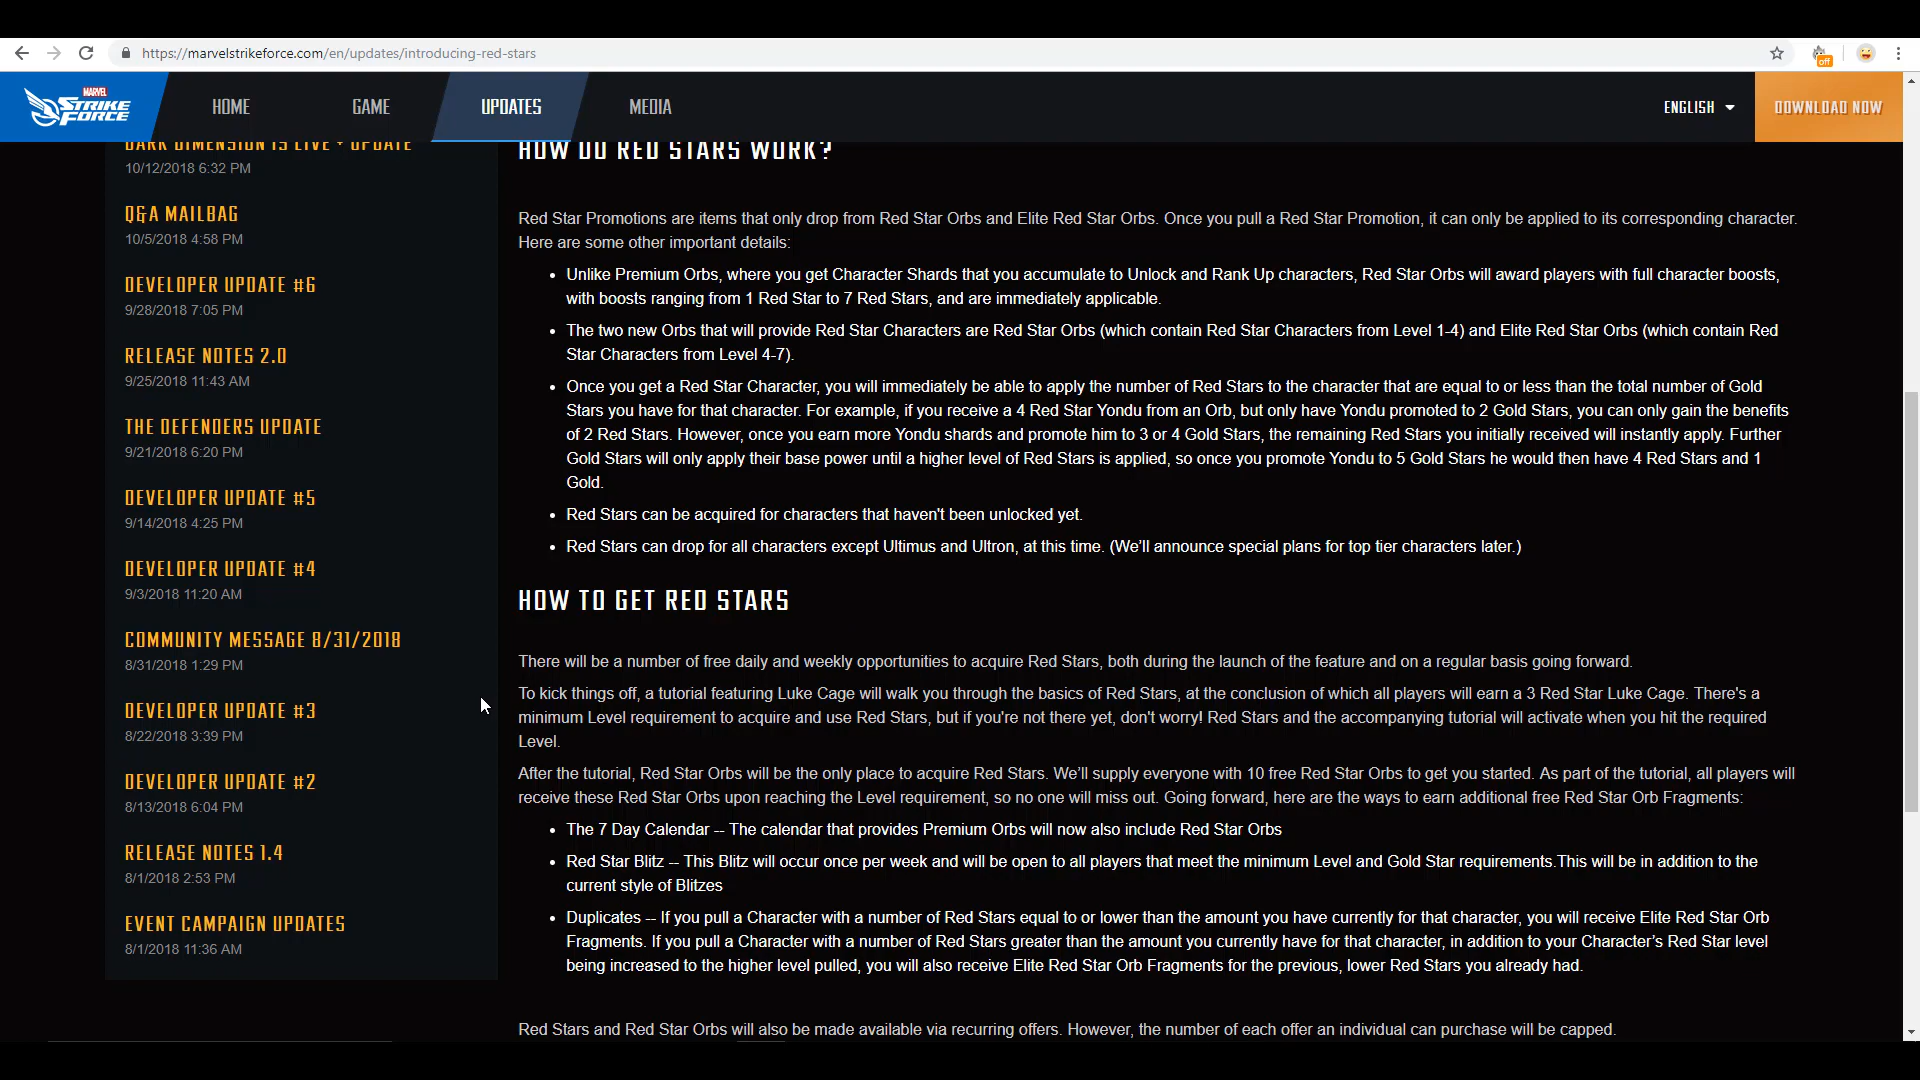 https://marvelstrikeforce.com/en/updates/introducing-red-stars
off
MARVEL
STRIKE
FORCE
HOME
GAME
UPDATES
MEDIA
ENGLISH
DOWNLOAD NOW
DARK DIMENSION IS LIVE + UPDATE
10/12/2018 6:32 PM
Q&A MAILBAG
10/5/2018 4:58 PM
DEVELOPER UPDATE #6
9/28/2018 7:05 PM
RELEASE NOTES 2.0
9/25/2018 11:43 AM
THE DEFENDERS UPDATE
9/21/2018 6:20 PM
DEVELOPER UPDATE #5
9/14/2018 4:25 PM
DEVELOPER UPDATE #4
9/3/2018 11:20 AM
COMMUNITY MESSAGE 8/31/2018
8/31/2018 1:29 PM
DEVELOPER UPDATE #3
8/22/2018 3:39 PM
DEVELOPER UPDATE #2
8/13/2018 6:04 PM
RELEASE NOTES 1.4
8/1/2018 2:53 PM
EVENT CAMPAIGN UPDATES
8/1/2018 11:36 AM
HOW DO RED STARS WORK?
Red Star Promotions are items that only drop from Red Star Orbs and Elite Red Star Orbs. Once you pull a Red Star Promotion, it can only be applied to its corresponding character.
Here are some other important details:
• Unlike Premium Orbs, where you get Character Shards that you accumulate to Unlock and Rank Up characters, Red Star Orbs will award players with full character boosts,
with boosts ranging from 1 Red Star to 7 Red Stars, and are immediately applicable.
• The two new Orbs that will provide Red Star Characters are Red Star Orbs (which contain Red Star Characters from Level 1-4) and Elite Red Star Orbs (which contain Red
Star Characters from Level 4-7).
• Once you get a Red Star Character, you will immediately be able to apply the number of Red Stars to the character that are equal to or less than the total number of Gold
Stars you have for that character. For example, if you receive a 4 Red Star Yondu from an Orb, but only have Yondu promoted to 2 Gold Stars, you can only gain the benefits
of 2 Red Stars. However, once you earn more Yondu shards and promote him to 3 or 4 Gold Stars, the remaining Red Stars you initially received will instantly apply. Further
Gold Stars will only apply their base power until a higher level of Red Stars is applied, so once you promote Yondu to 5 Gold Stars he would then have 4 Red Stars and 1
Gold.
• Red Stars can be acquired for characters that haven't been unlocked yet.
• Red Stars can drop for all characters except Ultimus and Ultron, at this time. (We'll announce special plans for top tier characters later.)
HOW TO GET RED STARS
There will be a number of free daily and weekly opportunities to acquire Red Stars, both during the launch of the feature and on a regular basis going forward.
To kick things off, a tutorial featuring Luke Cage will walk you through the basics of Red Stars, at the conclusion of which all players will earn a 3 Red Star Luke Cage. There's a
minimum Level requirement to acquire and use Red Stars, but if you're not there yet, don't worry! Red Stars and the accompanying tutorial will activate when you hit the required
Level.
After the tutorial, Red Star Orbs will be the only place to acquire Red Stars. We'll supply everyone with 10 free Red Star Orbs to get you started. As part of the tutorial, all players will
receive these Red Star Orbs upon reaching the Level requirement, so no one will miss out. Going forward, here are the ways to earn additional free Red Star Orb Fragments:
• The 7 Day Calendar -- The calendar that provides Premium Orbs will now also include Red Star Orbs
• Red Star Blitz -- This Blitz will occur once per week and will be open to all players that meet the minimum Level and Gold Star requirements.This will be in addition to the
current style of Blitzes
• Duplicates -- If you pull a Character with a number of Red Stars equal to or lower than the amount you have currently for that character, you will receive Elite Red Star Orb
Fragments. If you pull a Character with a number of Red Stars greater than the amount you currently have for that character, in addition to your Character's Red Star level
being increased to the higher level pulled, you will also receive Elite Red Star Orb Fragments for the previous, lower Red Stars you already had.
Red Stars and Red Star Orbs will also be made available via recurring offers. However, the number of each offer an individual can purchase will be capped.